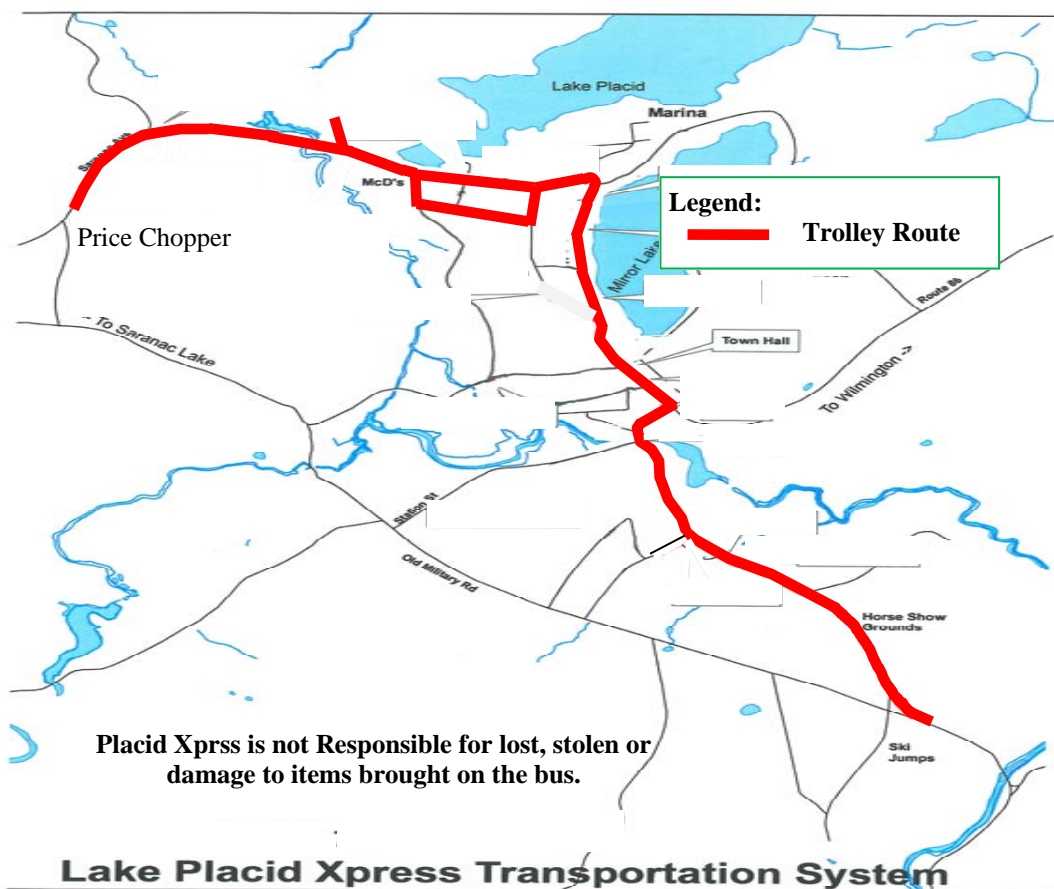 Lake Placid
Marina
Saranac Ave
McD's
Legend:
Trolley Route
Price Chopper
Mirror Lake
Route 86
To Saranac Lake
Town Hall
To Wilmington ->
Station St
Old Military Rd
Horse Show
Grounds
Ski
Jumps
Placid Xprss is not Responsible for lost, stolen or
damage to items brought on the bus.
Lake Placid Xpress Transportation System